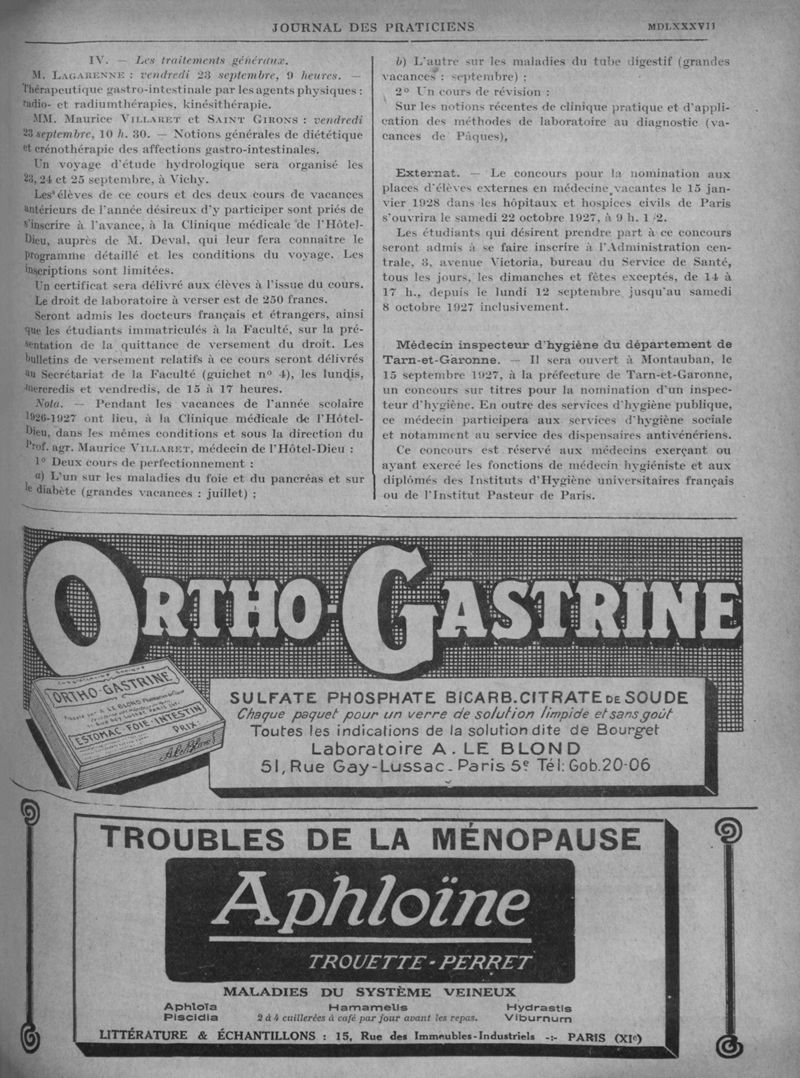 JOURNAL DES PRATICIENS
MDLXXXVII
IV. — Les traitements généraux.
M. LAGARENNE : vendredi 23 septembre, 9 heures. —
Thérapeutique gastro-intestinale par les agents physiques :
radio- et radiumthérapies, kinésithérapie.
MM. Maurice VILLARET et SAINT GIRONS : vendredi
23 septembre, 10 h. 30. — Notions générales de diététique
et crénothérapie des affections gastro-intestinales.
Un voyage d'étude hydrologique sera organisé les
23, 24 et 25 septembre, à Vichy.
Les élèves de ce cours et des deux cours de vacances
antérieurs de l'année désireux d'y participer sont priés de
s'inscrire à l'avance, à la Clinique médicale de l'Hôtel-
Dieu, auprès de M. Deval, qui leur fera connaître le
programme détaillé et les conditions du voyage. Les
inscriptions sont limitées.
Un certificat sera délivré aux élèves à l'issue du cours.
Le droit de laboratoire à verser est de 250 francs.
Seront admis les docteurs français et étrangers, ainsi
que les étudiants immatriculés à la Faculté, sur la pré-
sentation de la quittance de versement du droit. Les
bulletins de versement relatifs à ce cours seront délivrés
au Secrétariat de la Faculté (guichet n° 4), les lundis,
mercredis et vendredis, de 15 à 17 heures.
Nota. — Pendant les vacances de l'année scolaire
1926-1927 ont lieu, à la Clinique médicale de l'Hôtel-
Dieu, dans les mêmes conditions et sous la direction du
Prof. agr. Maurice VILLARET, médecin de l'Hôtel-Dieu :
1° Deux cours de perfectionnement :
a) L'un sur les maladies du foie et du pancréas et sur
le diabète (grandes vacances : juillet) ;
b) L'autre sur les maladies du tube digestif (grandes
vacances : septembre) ;
2° Un cours de révision :
Sur les notions récentes de clinique pratique et d'appli-
cation des méthodes de laboratoire au diagnostic (va-
cances de Pâques),
Externat. — Le concours pour la nomination aux
places d'élèves externes en médecine vacantes le 15 jan-
vier 1928 dans les hôpitaux et hospices civils de Paris
s'ouvrira le samedi 22 octobre 1927, à 9 h. 1/2.
Les étudiants qui désirent prendre part à ce concours
seront admis à se faire inscrire à l'Administration cen-
trale, 3, avenue Victoria, bureau du Service de Santé,
tous les jours, les dimanches et fêtes exceptés, de 14 à
17 h., depuis le lundi 12 septembre jusqu'au samedi
8 octobre 1927 inclusivement.
Médecin inspecteur d'hygiène du département de
Tarn-et-Garonne. — Il sera ouvert à Montauban, le
15 septembre 1927, à la préfecture de Tarn-et-Garonne,
un concours sur titres pour la nomination d'un inspec-
teur d'hygiène. En outre des services d'hygiène publique,
ce médecin participera aux services d'hygiène sociale
et notamment au service des dispensaires antivénériens.
Ce concours est réservé aux médecins exerçant ou
ayant exercé les fonctions de médecin hygiéniste et aux
diplômés des Instituts d'Hygiène universitaires français
ou de l'Institut Pasteur de Paris.
ORTHO-GASTRINE
ORTHO-GASTRINE
A. LE BLOND
ESTOMAC FOIE INTESTIN
PRIX
A. Le Blond
SULFATE PHOSPHATE BICARB. CITRATE DE SOUDE
Chaque paquet pour un verre de solution limpide et sans goût
Toutes les indications de la solution dite de Bourget
Laboratoire A. LE BLOND
51, Rue Gay-Lussac - Paris 5e Tél: Gob. 20-06
TROUBLES DE LA MÉNOPAUSE
Aphloïne
TROUETTE-PERRET
MALADIES DU SYSTÈME VEINEUX
Aphloïa Hamamelis Hydrastis
Piscidia 2 à 4 cuillerées à café par jour avant les repas. Viburnum
LITTÉRATURE & ÉCHANTILLONS : 15, Rue des Immeubles-Industriels -:- PARIS (XIe)